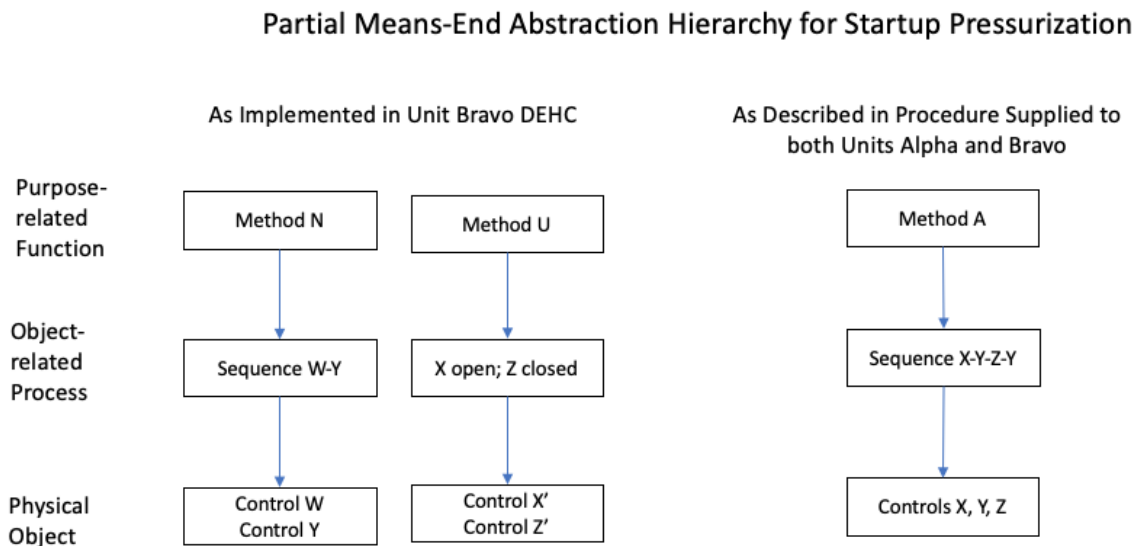 Partial Means-End Abstraction Hierarchy for Startup Pressurization
As Implemented in Unit Bravo DEHC
As Described in Procedure Supplied to
both Units Alpha and Bravo
Purpose-
related
Function
Method N
Method U
Method A
Object-
related
Process
Sequence W-Y
X open; Z closed
Sequence X-Y-Z-Y
Physical
Object
Control W
Control Y
Control X’
Control Z’
Controls X, Y, Z